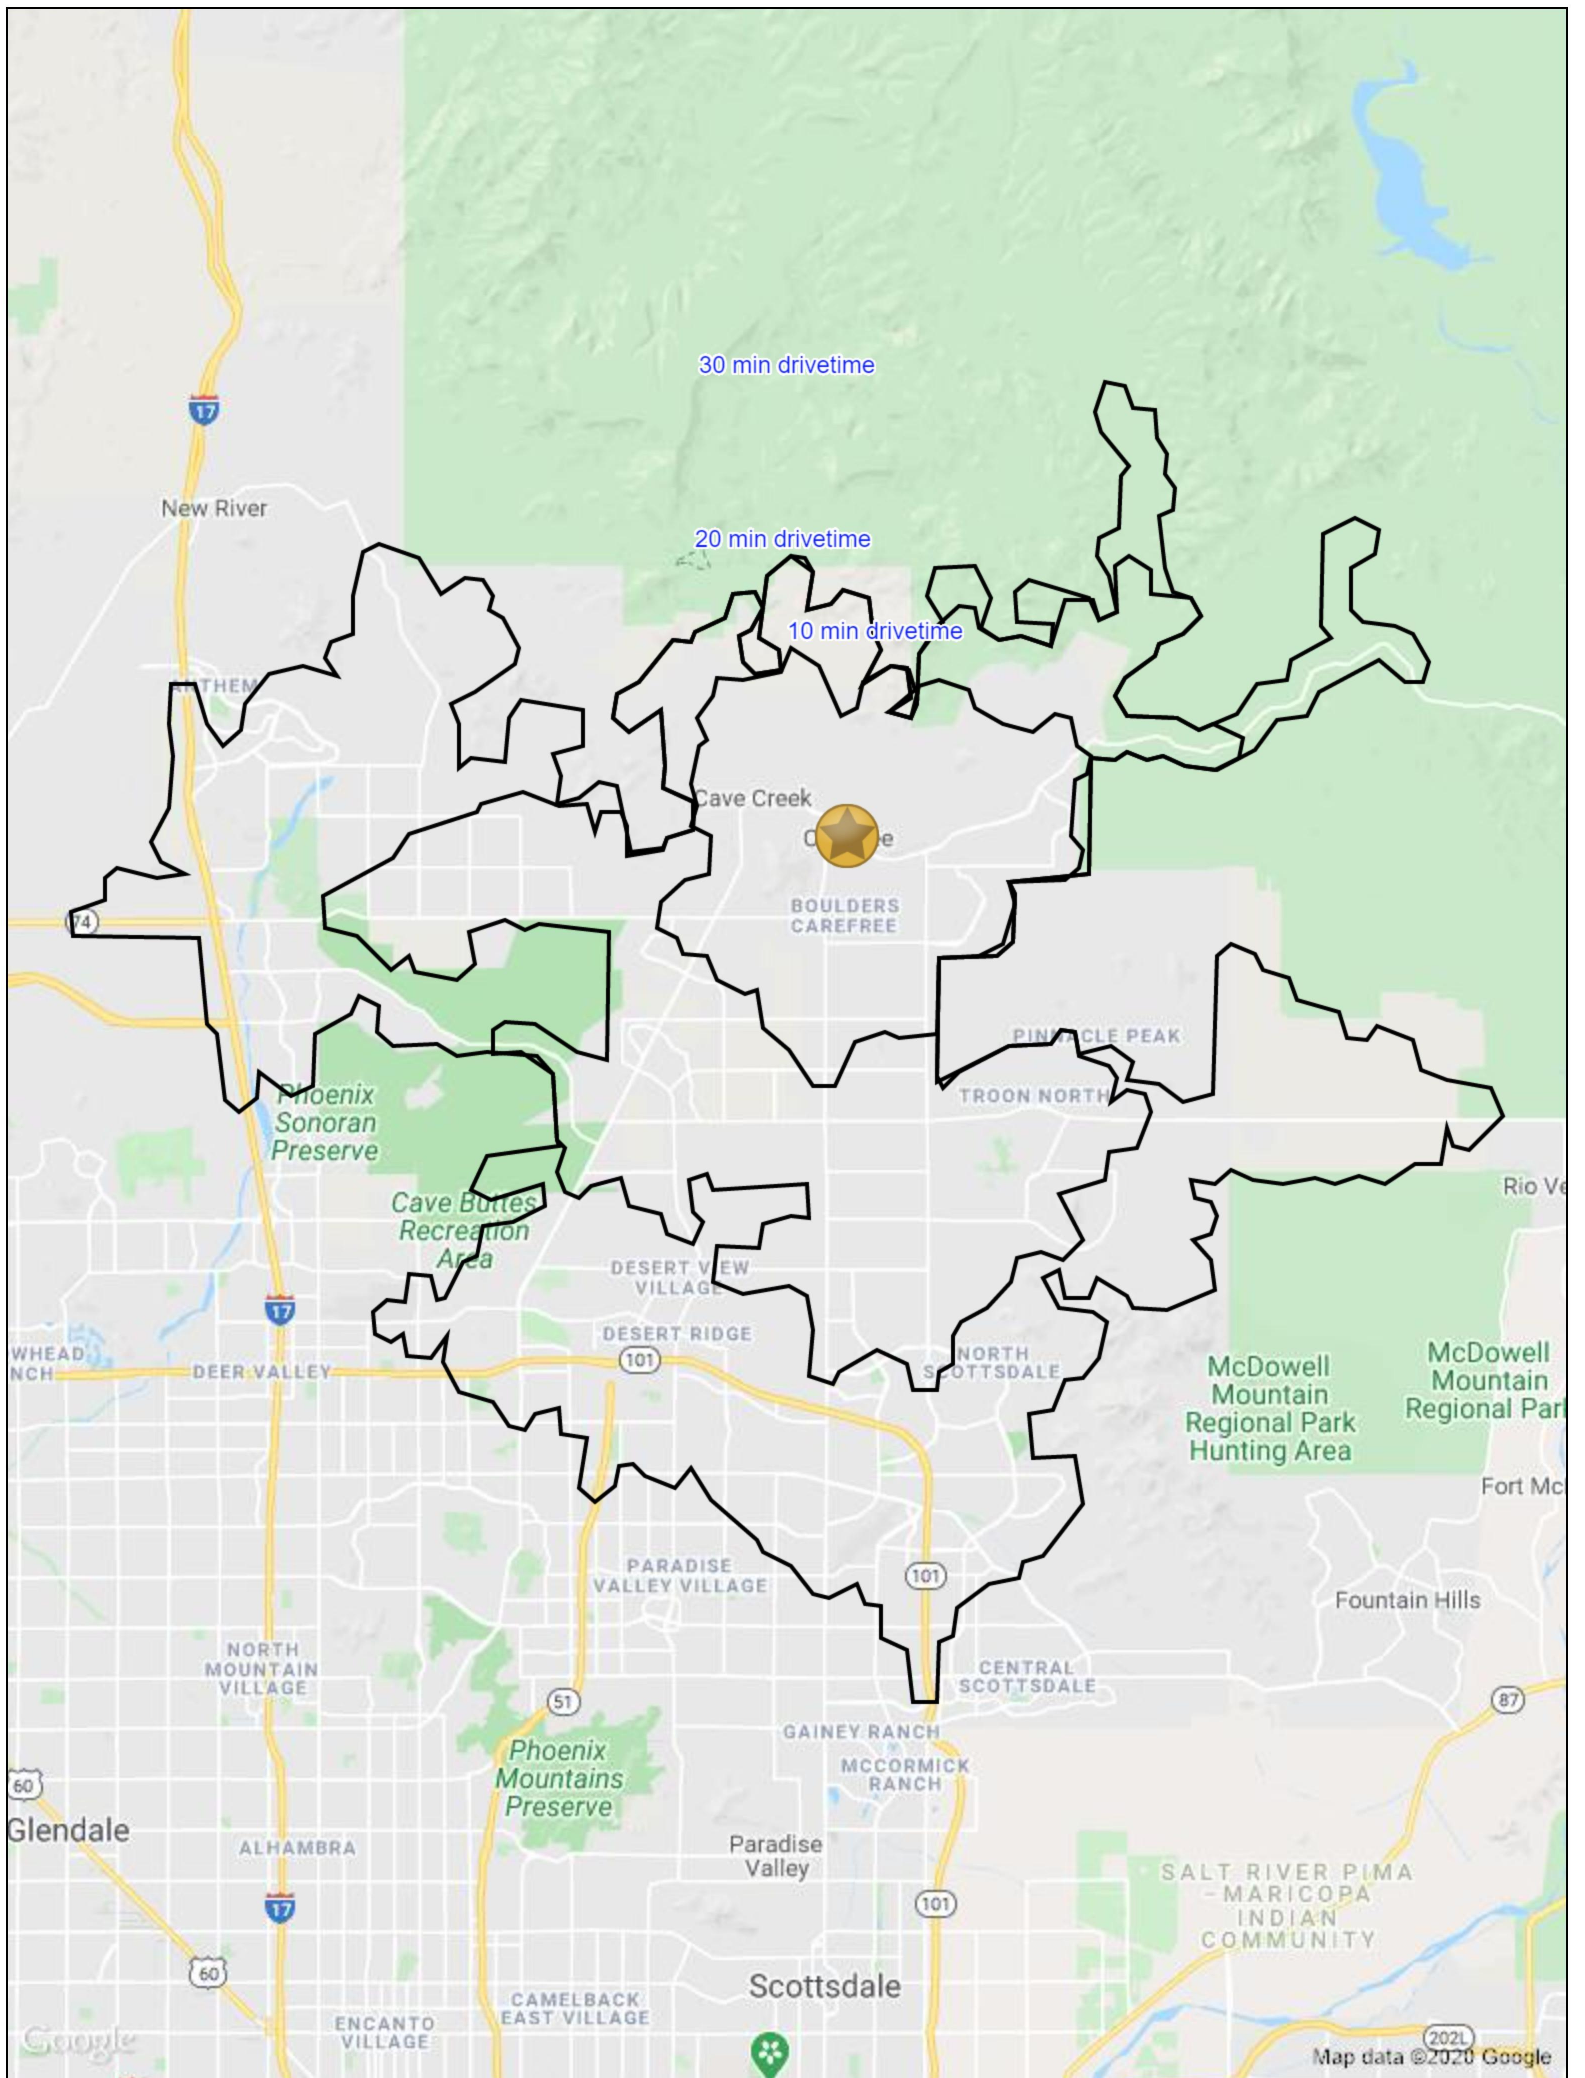 30 min drivetime
17
New River
20 min drivetime
10 min drivetime
ANTHEM
Cave Creek
BOULDERS
CAREFREE
74
PINNACLE PEAK
TROON NORTH
Phoenix
Sonoran
Preserve
Rio Ve
Cave Buttes
Recreation
Area
DESERT VIEW
VILLAGE
17
DESERT RIDGE
101
WHEAD
NCH
DEER VALLEY
NORTH
SCOTTSDALE
McDowell
Mountain
Regional Park
Hunting Area
McDowell
Mountain
Regional Par
Fort Mc
PARADISE
VALLEY VILLAGE
101
Fountain Hills
NORTH
MOUNTAIN
VILLAGE
CENTRAL
SCOTTSDALE
51
87
GAINEY RANCH
Phoenix
Mountains
Preserve
MCCORMICK
RANCH
60
Glendale
ALHAMBRA
Paradise
Valley
SALT RIVER PIMA
-MARICOPA
INDIAN
COMMUNITY
17
101
60
Scottsdale
CAMELBACK
EAST VILLAGE
ENCANTO
VILLAGE
Google
202L
Map data ©2020 Google